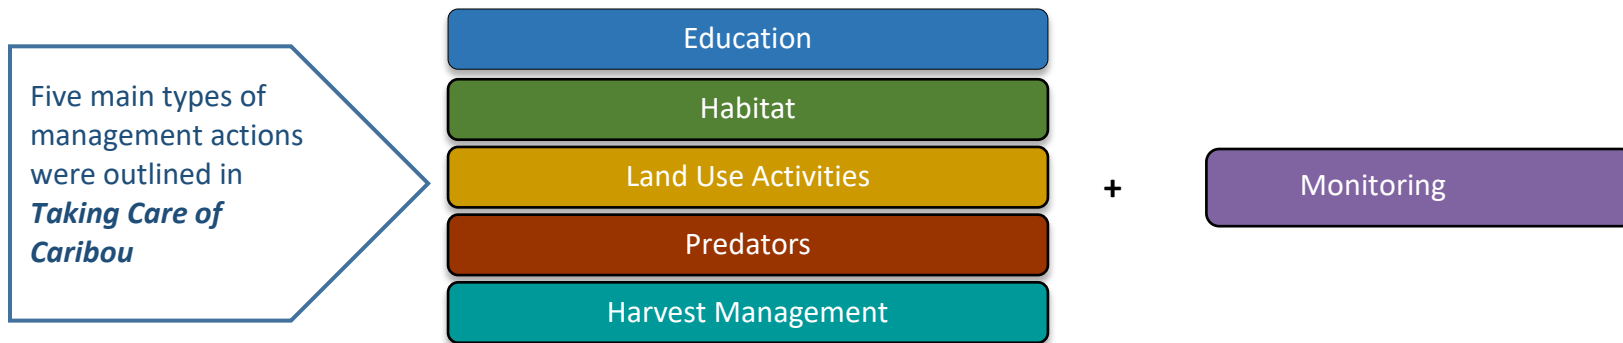 Five main types of
management actions
were outlined in
Taking Care of
Caribou
Education
Habitat
Land Use Activities
Predators
Harvest Management
+
Monitoring